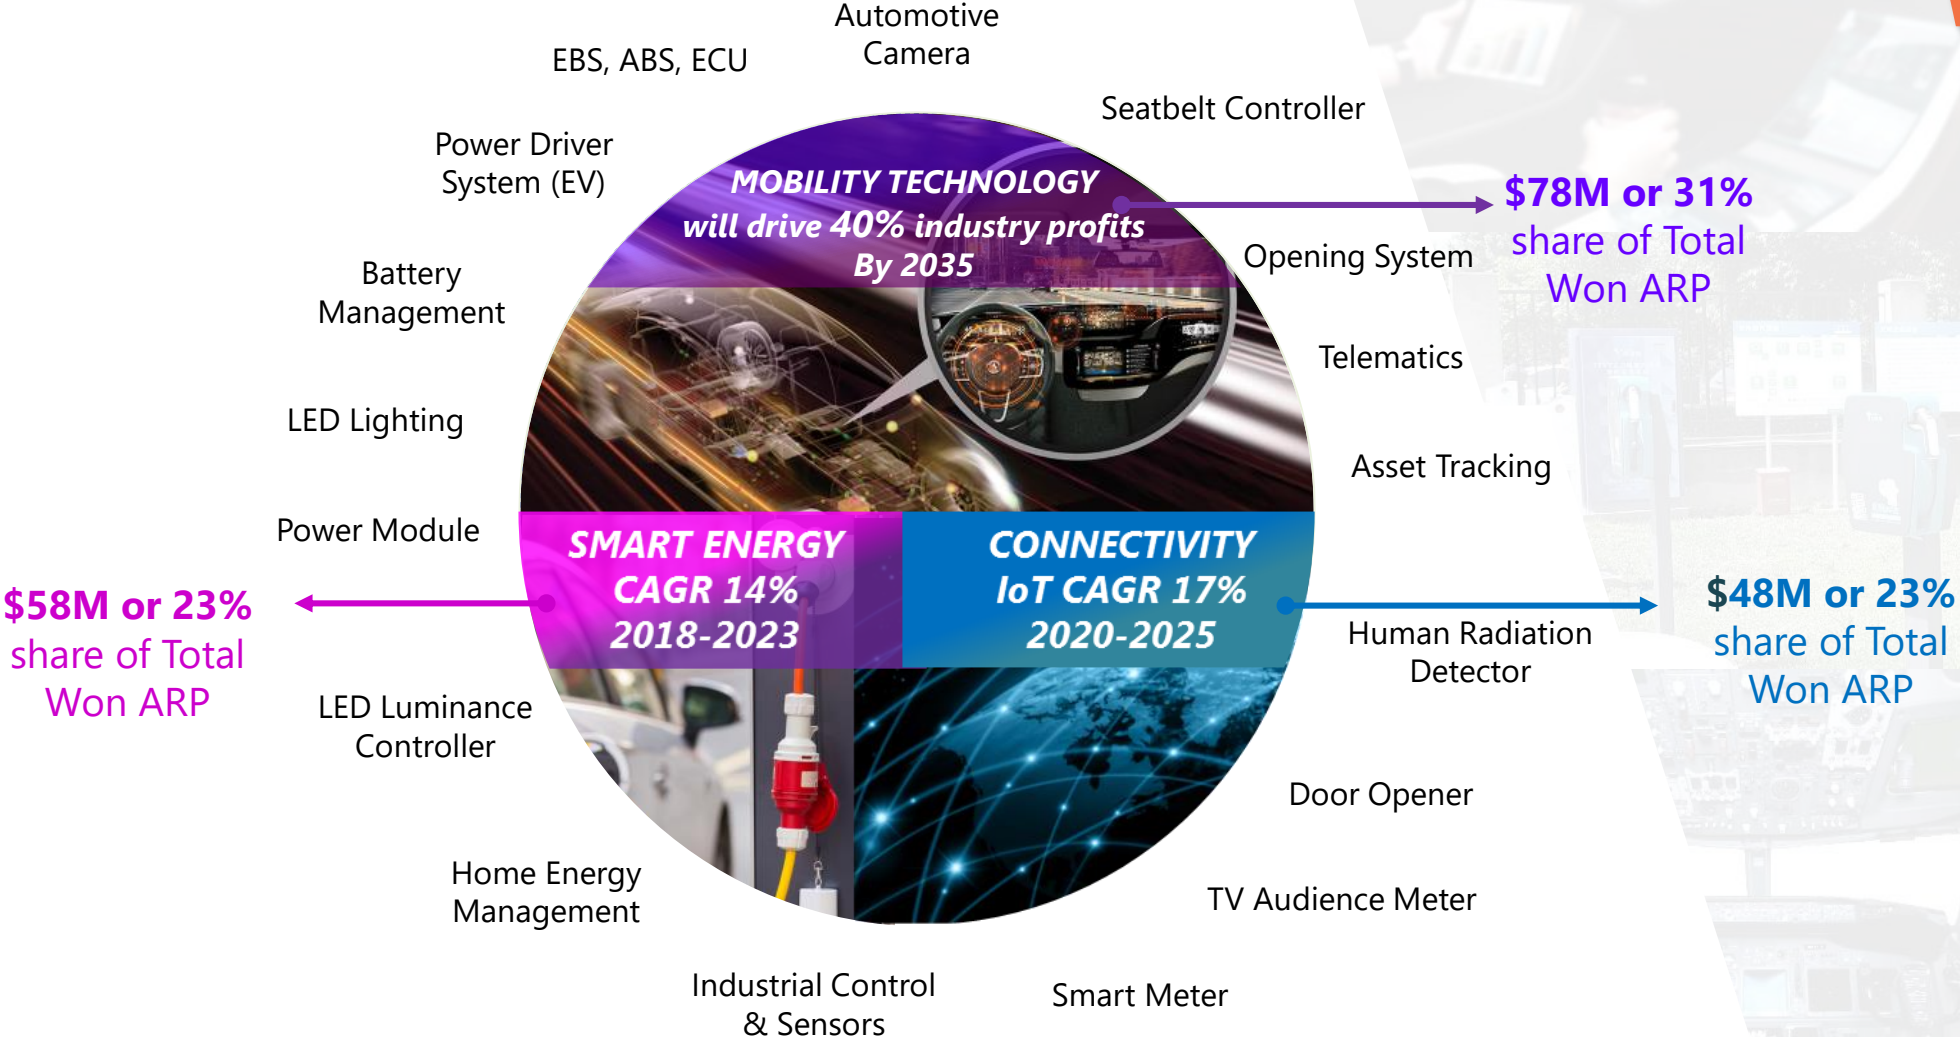 Automotive
Camera
EBS, ABS, ECU
Seatbelt Controller
Power Driver
System (EV)
MOBILITY TECHNOLOGY
will drive 40% industry profits
By 2035
$78M or 31%
share of Total
Won ARP
Opening System
Battery
Management
Telematics
LED Lighting
Asset Tracking
Power Module
SMART ENERGY
CAGR 14%
2018-2023
CONNECTIVITY
IoT CAGR 17%
2020-2025
$58M or 23%
share of Total
Won ARP
$48M or 23%
share of Total
Won ARP
Human Radiation
Detector
LED Luminance
Controller
Door Opener
Home Energy
Management
TV Audience Meter
Industrial Control
& Sensors
Smart Meter